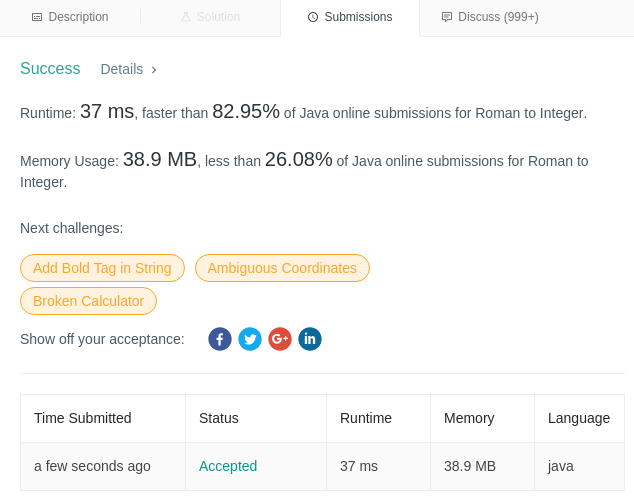 Description Solution Submissions Discuss (999+)
Success Details >
Runtime: 37 ms, faster than 82.95% of Java online submissions for Roman to Integer.
Memory Usage: 38.9 MB, less than 26.08% of Java online submissions for Roman to
Integer.
Next challenges:
Add Bold Tag in String Ambiguous Coordinates
Broken Calculator
Show off your acceptance: f G+ in
Time Submitted Status Runtime Memory Language
a few seconds ago Accepted 37 ms 38.9 MB java